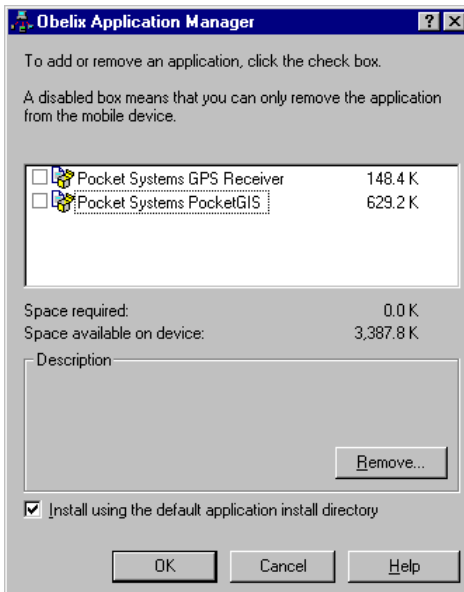 Obelix Application Manager
To add or remove an application, click the check box.
A disabled box means that you can only remove the application
from the mobile device.
Pocket Systems GPS Receiver 148.4 K
Pocket Systems PocketGIS 629.2 K
Space required: 0.0 K
Space available on device: 3,387.8 K
Description
Remove...
Install using the default application install directory
OK Cancel Help